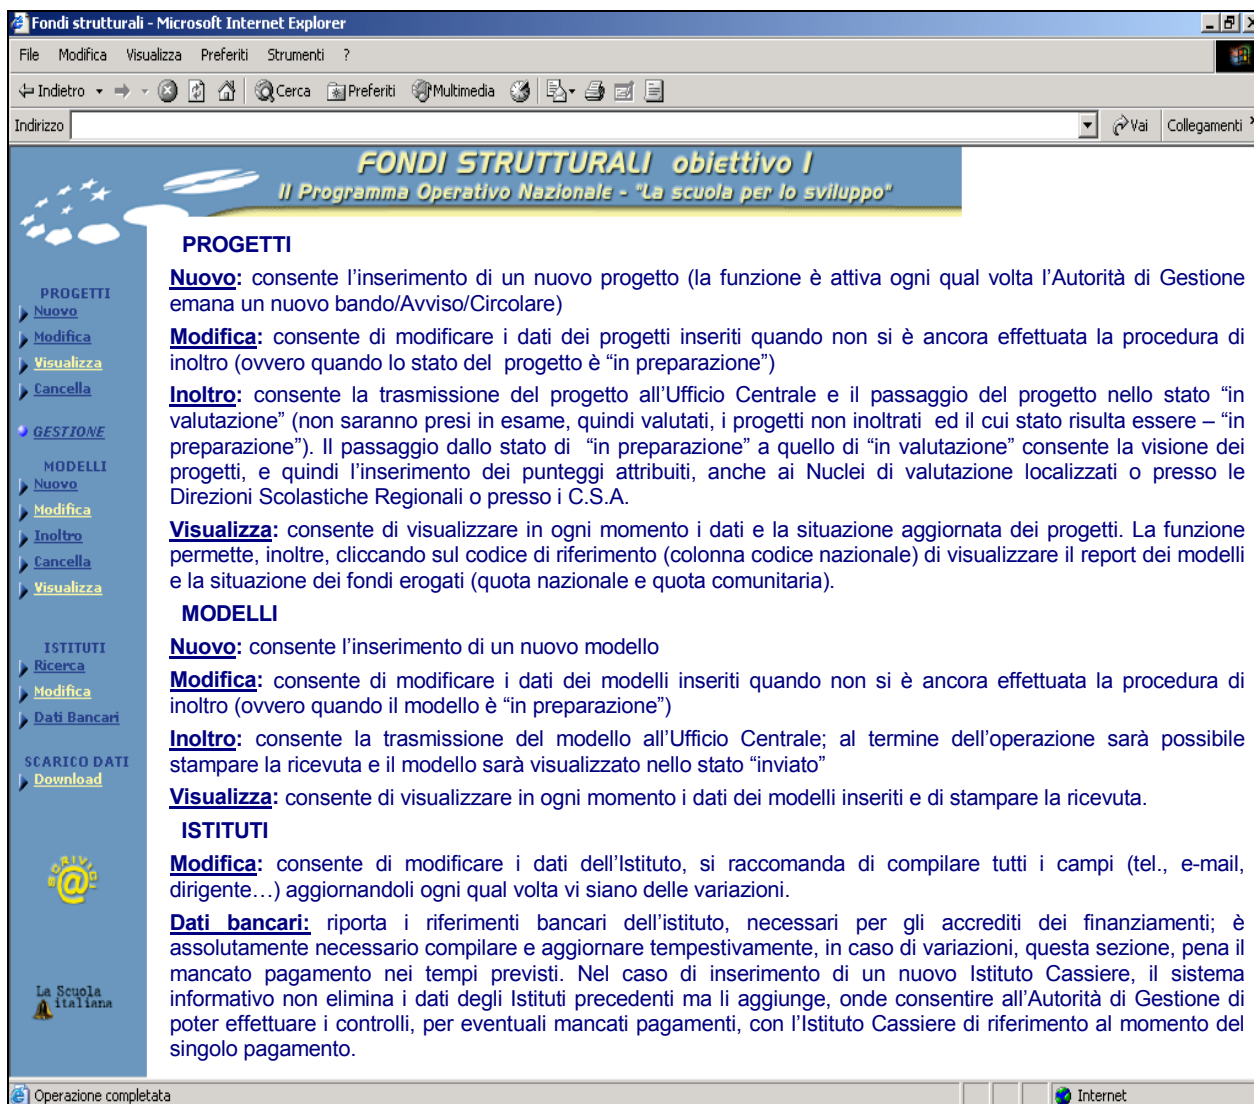 Fondi strutturali - Microsoft Internet Explorer
File Modifica Visualizza Preferiti Strumenti ?
Indietro Cerca Preferiti Multimedia
Indirizzo Vai Collegamenti
FONDI STRUTTURALI obiettivo I
Il Programma Operativo Nazionale - "La scuola per lo sviluppo"
PROGETTI
Nuovo
Modifica
Visualizza
Cancella
GESTIONE
MODELLI
Nuovo
Modifica
Inoltro
Cancella
Visualizza
ISTITUTI
Ricerca
Modifica
Dati Bancari
SCARICO DATI
Download
SCRIVICI
@
La Scuola
italiana
PROGETTI
Nuovo: consente l’inserimento di un nuovo progetto (la funzione è attiva ogni qual volta l’Autorità di Gestione
emana un nuovo bando/Avviso/Circolare)
Modifica: consente di modificare i dati dei progetti inseriti quando non si è ancora effettuata la procedura di
inoltro (ovvero quando lo stato del progetto è “in preparazione”)
Inoltro: consente la trasmissione del progetto all’Ufficio Centrale e il passaggio del progetto nello stato “in
valutazione” (non saranno presi in esame, quindi valutati, i progetti non inoltrati ed il cui stato risulta essere – “in
preparazione”). Il passaggio dallo stato di “in preparazione” a quello di “in valutazione” consente la visione dei
progetti, e quindi l’inserimento dei punteggi attribuiti, anche ai Nuclei di valutazione localizzati o presso le
Direzioni Scolastiche Regionali o presso i C.S.A.
Visualizza: consente di visualizzare in ogni momento i dati e la situazione aggiornata dei progetti. La funzione
permette, inoltre, cliccando sul codice di riferimento (colonna codice nazionale) di visualizzare il report dei modelli
e la situazione dei fondi erogati (quota nazionale e quota comunitaria).
MODELLI
Nuovo: consente l’inserimento di un nuovo modello
Modifica: consente di modificare i dati dei modelli inseriti quando non si è ancora effettuata la procedura di
inoltro (ovvero quando il modello è “in preparazione”)
Inoltro: consente la trasmissione del modello all’Ufficio Centrale; al termine dell’operazione sarà possibile
stampare la ricevuta e il modello sarà visualizzato nello stato “inviato”
Visualizza: consente di visualizzare in ogni momento i dati dei modelli inseriti e di stampare la ricevuta.
ISTITUTI
Modifica: consente di modificare i dati dell’Istituto, si raccomanda di compilare tutti i campi (tel., e-mail,
dirigente…) aggiornandoli ogni qual volta vi siano delle variazioni.
Dati bancari: riporta i riferimenti bancari dell’istituto, necessari per gli accrediti dei finanziamenti; è
assolutamente necessario compilare e aggiornare tempestivamente, in caso di variazioni, questa sezione, pena il
mancato pagamento nei tempi previsti. Nel caso di inserimento di un nuovo Istituto Cassiere, il sistema
informativo non elimina i dati degli Istituti precedenti ma li aggiunge, onde consentire all’Autorità di Gestione di
poter effettuare i controlli, per eventuali mancati pagamenti, con l’Istituto Cassiere di riferimento al momento del
singolo pagamento.
Operazione completata Internet